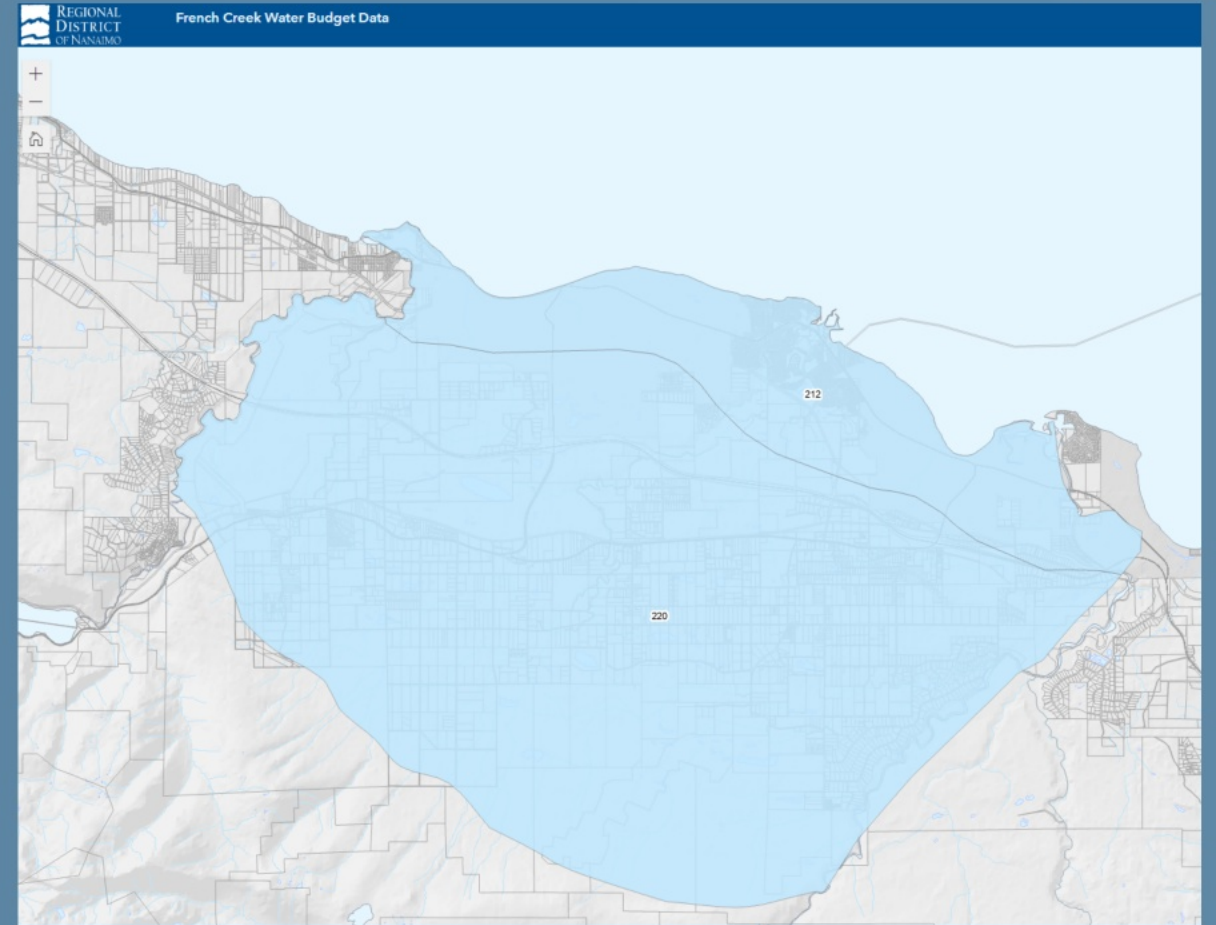 REGIONAL
DISTRICT
OF NANAIMO
French Creek Water Budget Data
+
−
212
220